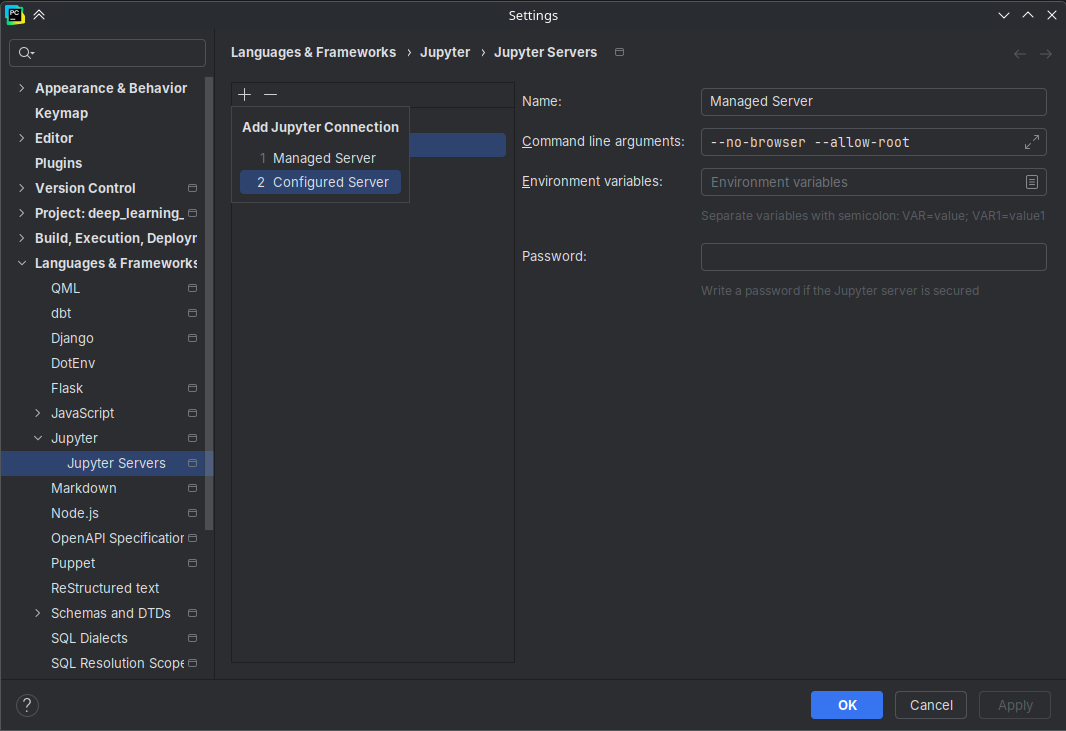 PC
Settings
Languages & Frameworks › Jupyter › Jupyter Servers
Appearance & Behavior
Keymap
Editor
Plugins
Version Control
Project: deep_learning_
Build, Execution, Deployr
Languages & Frameworks
QML
dbt
Django
DotEnv
Flask
JavaScript
Jupyter
Jupyter Servers
Markdown
Node.js
OpenAPI Specification
Puppet
ReStructured text
Schemas and DTDs
SQL Dialects
SQL Resolution Scope
Add Jupyter Connection
1 Managed Server
2 Configured Server
Name: Managed Server
Command line arguments: --no-browser --allow-root
Environment variables: Environment variables
Separate variables with semicolon: VAR=value; VAR1=value1
Password:
Write a password if the Jupyter server is secured
? OK Cancel Apply